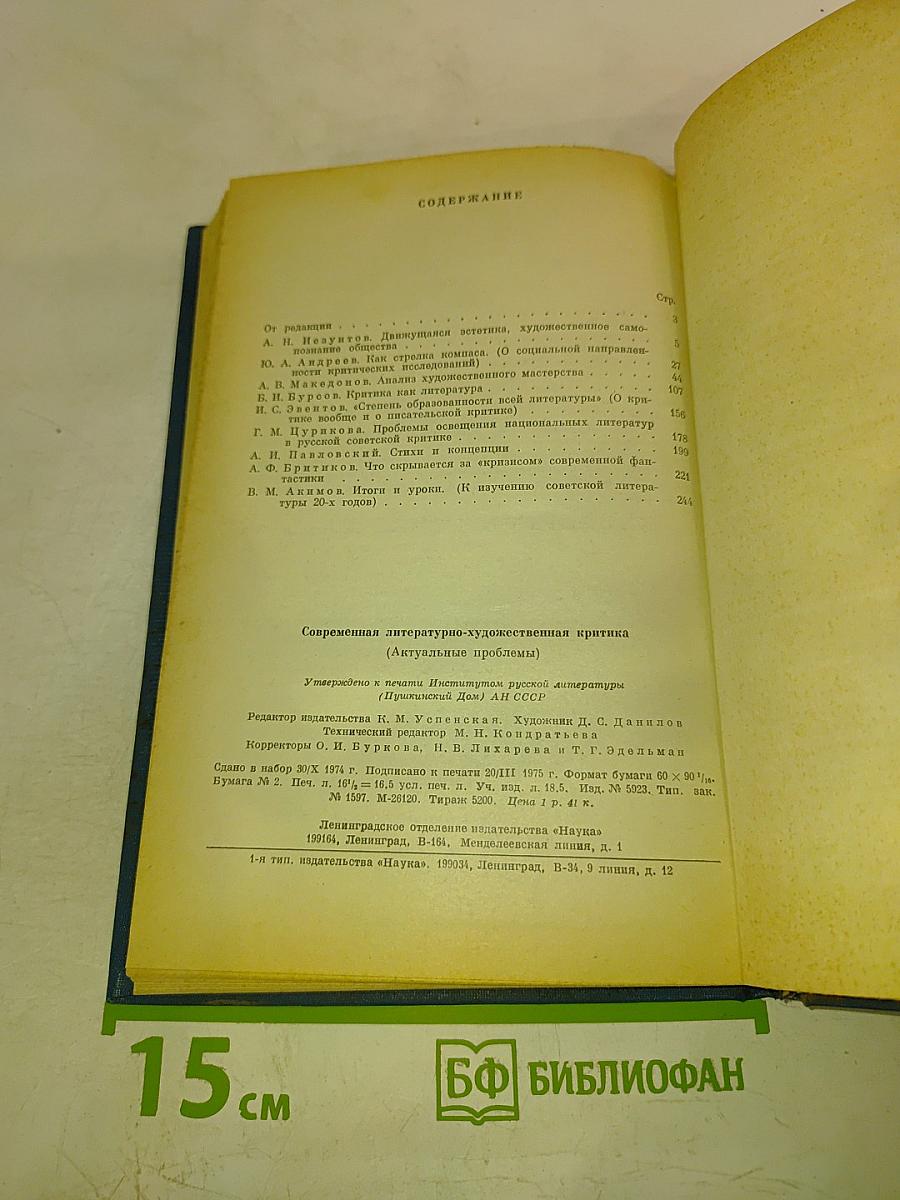 СОДЕРЖАНИЕ
Стр.
От редакции . . . . . . . . . . . . . . . . . . . . 3
А. Н. Иезуитов. Движущаяся эстетика, художественное само-
познание общества . . . . . . . . . . . . . . . 5
Ю. А. Андреев. Как стрелка компаса. (О социальной направлен-
ности критических исследований) . . . . . . . . . . 27
А. В. Македонов. Анализ художественного мастерства . . . . . 44
Б. И. Бурсов. Критика как литература . . . . . . . . . . 107
И. С. Эвентов. «Степень образованности всей литературы» (О кри-
тике вообще и о писательской критике) . . . . . . . . 156
Г. М. Цурикова. Проблемы освещения национальных литератур
в русской советской критике . . . . . . . . . . . . 178
А. И. Павловский. Стихи и концепции . . . . . . . . . . 199
А. Ф. Бритиков. Что скрывается за «кризисом» современной фан-
тастики . . . . . . . . . . . . . . . . . . . 221
В. М. Акимов. Итоги и уроки. (К изучению советской литера-
туры 20-х годов) . . . . . . . . . . . . . . . . 244
Современная литературно-художественная критика
(Актуальные проблемы)
Утверждено к печати Институтом русской литературы
(Пушкинский Дом) АН СССР
Редактор издательства К. М. Успенская. Художник Д. С. Данилов
Технический редактор М. Н. Кондратьева
Корректоры О. И. Буркова, Н. В. Лихарева и Т. Г. Эдельман
Сдано в набор 30/X 1974 г. Подписано к печати 20/III 1975 г. Формат бумаги 60 × 90 1/16.
Бумага № 2. Печ. л. 16 1/2 = 16,5 усл. печ. л. Уч. изд. л. 18.5. Изд. № 5923. Тип. зак.
№ 1597. М-26120. Тираж 5200. Цена 1 р. 41 к.
Ленинградское отделение издательства «Наука»
199164, Ленинград, В-164, Менделеевская линия, д. 1
1-я тип. издательства «Наука». 199034, Ленинград, В-34, 9 линия, д. 12
15 см
БФ БИБЛИОФАН